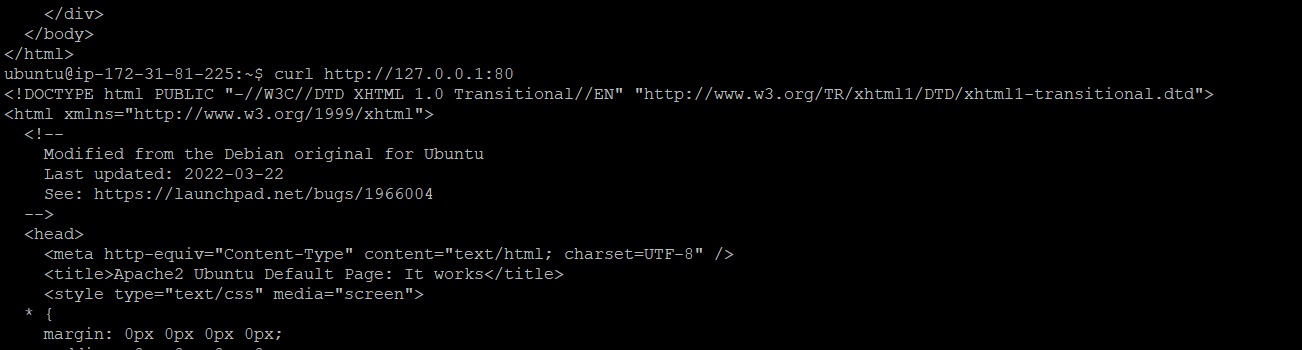 </div>
</body>
</html>
ubuntu@ip-172-31-81-225:~$ curl http://127.0.0.1:80
<!DOCTYPE html PUBLIC "-//W3C//DTD XHTML 1.0 Transitional//EN" "http://www.w3.org/TR/xhtml1/DTD/xhtml1-transitional.dtd">
<html xmlns="http://www.w3.org/1999/xhtml">
<!--
Modified from the Debian original for Ubuntu
Last updated: 2022-03-22
See: https://launchpad.net/bugs/1966004
-->
<head>
<meta http-equiv="Content-Type" content="text/html; charset=UTF-8" />
<title>Apache2 Ubuntu Default Page: It works</title>
<style type="text/css" media="screen">
* {
margin: 0px 0px 0px 0px;